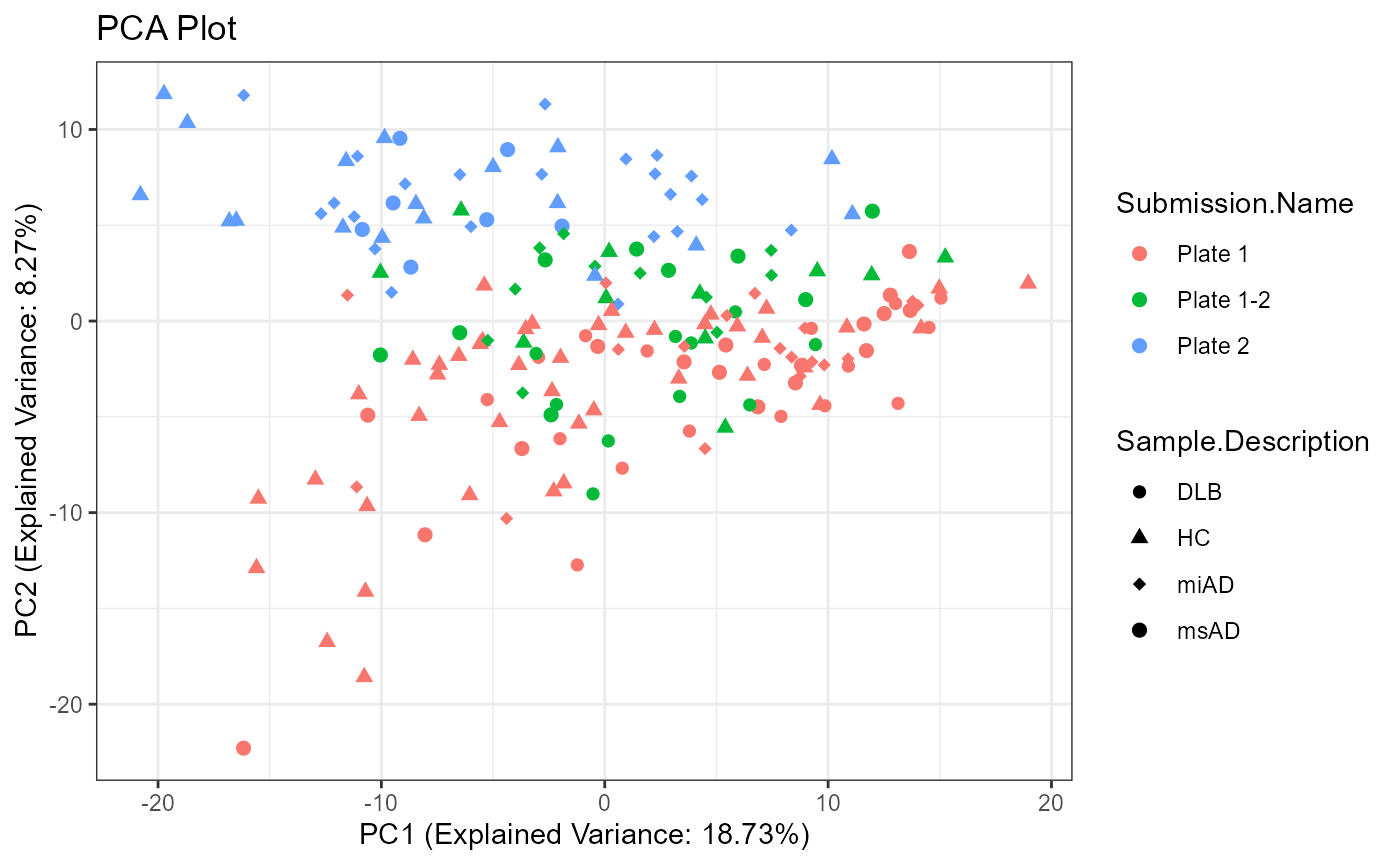 PCA Plot
10
0
-10
-20
PC2 (Explained Variance: 8.27%)
-20
-10
0
10
20
PC1 (Explained Variance: 18.73%)
Submission.Name
Plate 1
Plate 1-2
Plate 2
Sample.Description
DLB
HC
miAD
msAD